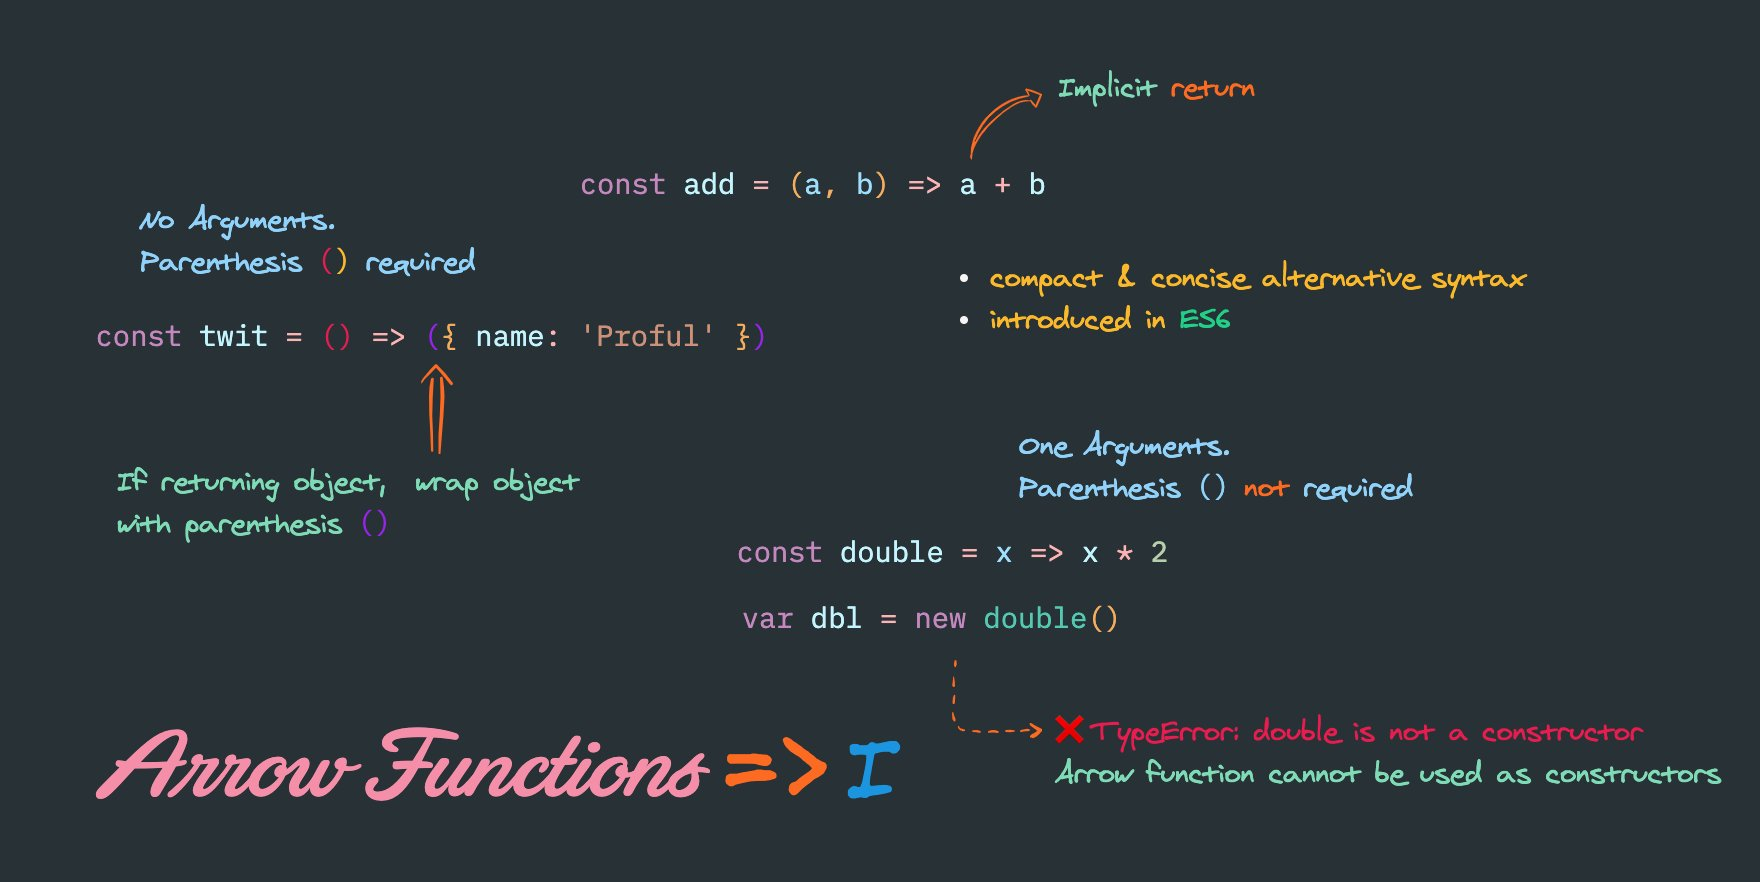 Implicit return
const add = (a, b) => a + b
No Arguments.
Parenthesis () required
• compact & concise alternative syntax
• introduced in ES6
const twit = () => ({ name: 'Proful' })
If returning object, wrap object
with parenthesis ()
One Arguments.
Parenthesis () not required
const double = x => x * 2
var dbl = new double()
❌ TypeError: double is not a constructor
Arrow function cannot be used as constructors
Arrow Functions => I